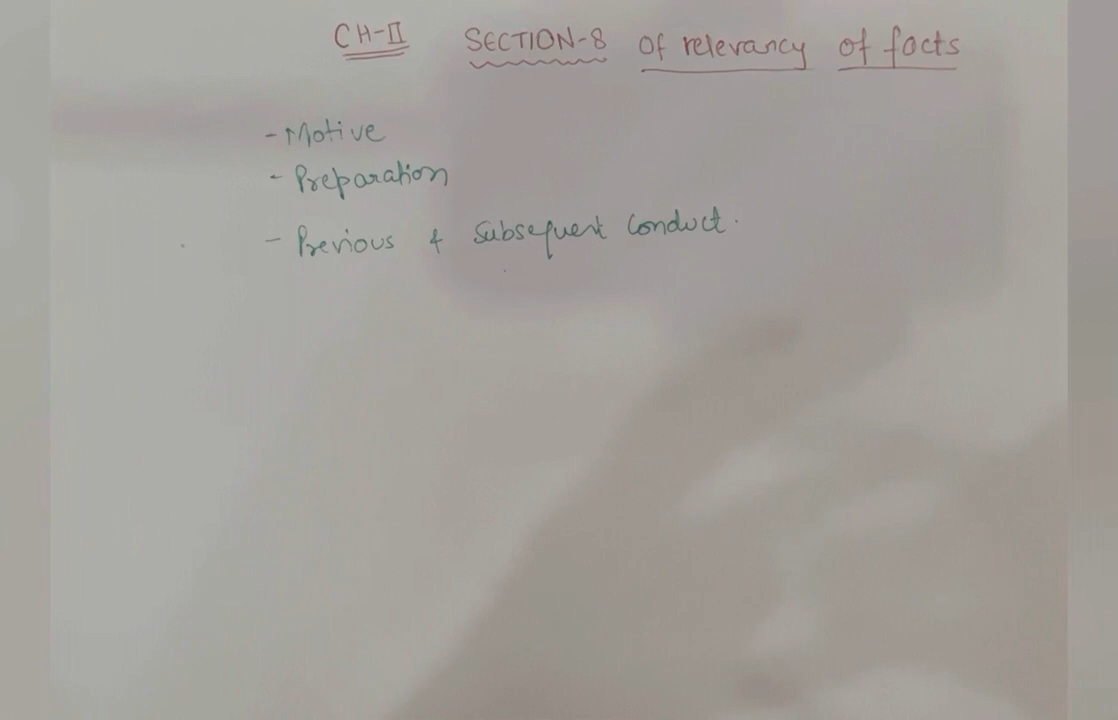 CH-II SECTION-8 Of relevancy of facts
- Motive
- Preparation
- Previous & Subsequent Conduct.